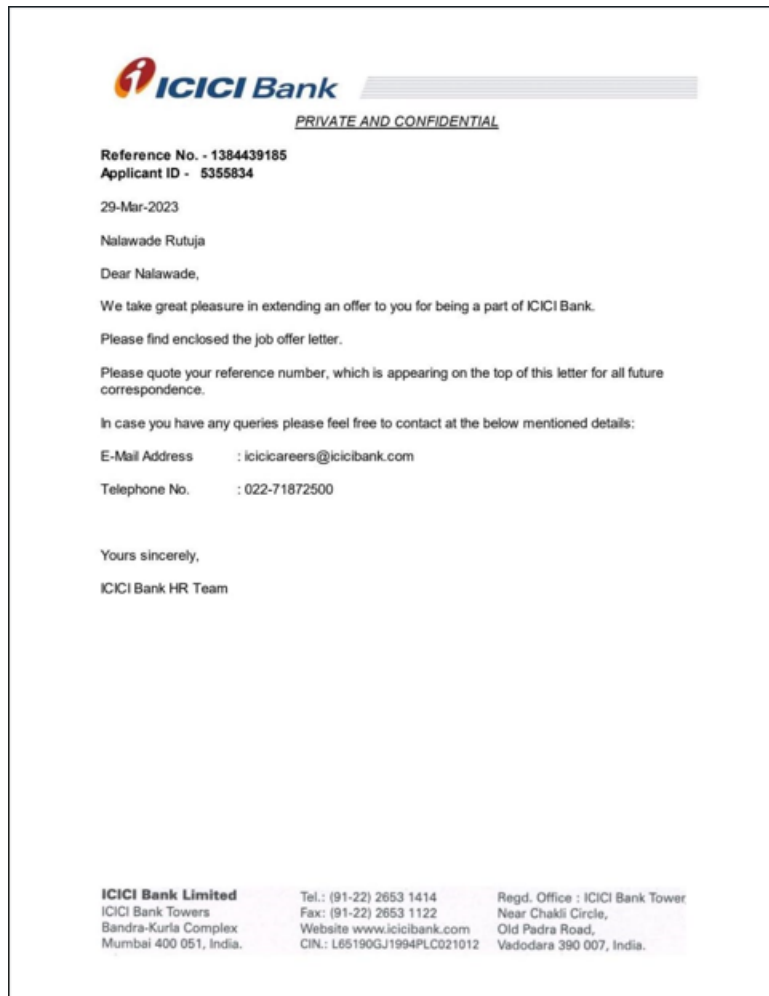 ICICI Bank
PRIVATE AND CONFIDENTIAL
Reference No. - 1384439185
Applicant ID - 5355834
29-Mar-2023
Nalawade Rutuja
Dear Nalawade,
We take great pleasure in extending an offer to you for being a part of ICICI Bank.
Please find enclosed the job offer letter.
Please quote your reference number, which is appearing on the top of this letter for all future
correspondence.
In case you have any queries please feel free to contact at the below mentioned details:
E-Mail Address : icicicareers@icicibank.com
Telephone No. : 022-71872500
Yours sincerely,
ICICI Bank HR Team
ICICI Bank Limited
ICICI Bank Towers
Bandra-Kurla Complex
Mumbai 400 051, India.
Tel.: (91-22) 2653 1414
Fax: (91-22) 2653 1122
Website www.icicibank.com
CIN.: L65190GJ1994PLC021012
Regd. Office : ICICI Bank Tower
Near Chakli Circle,
Old Padra Road,
Vadodara 390 007, India.